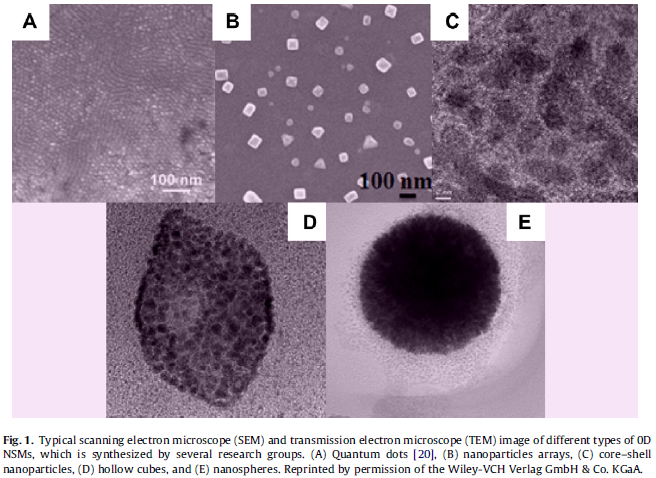 A
B
C
100 nm
100 nm
D
E
Fig. 1. Typical scanning electron microscope (SEM) and transmission electron microscope (TEM) image of different types of 0D
NSMs, which is synthesized by several research groups. (A) Quantum dots [20], (B) nanoparticles arrays, (C) core–shell
nanoparticles, (D) hollow cubes, and (E) nanospheres. Reprinted by permission of the Wiley-VCH Verlag GmbH & Co. KGaA.